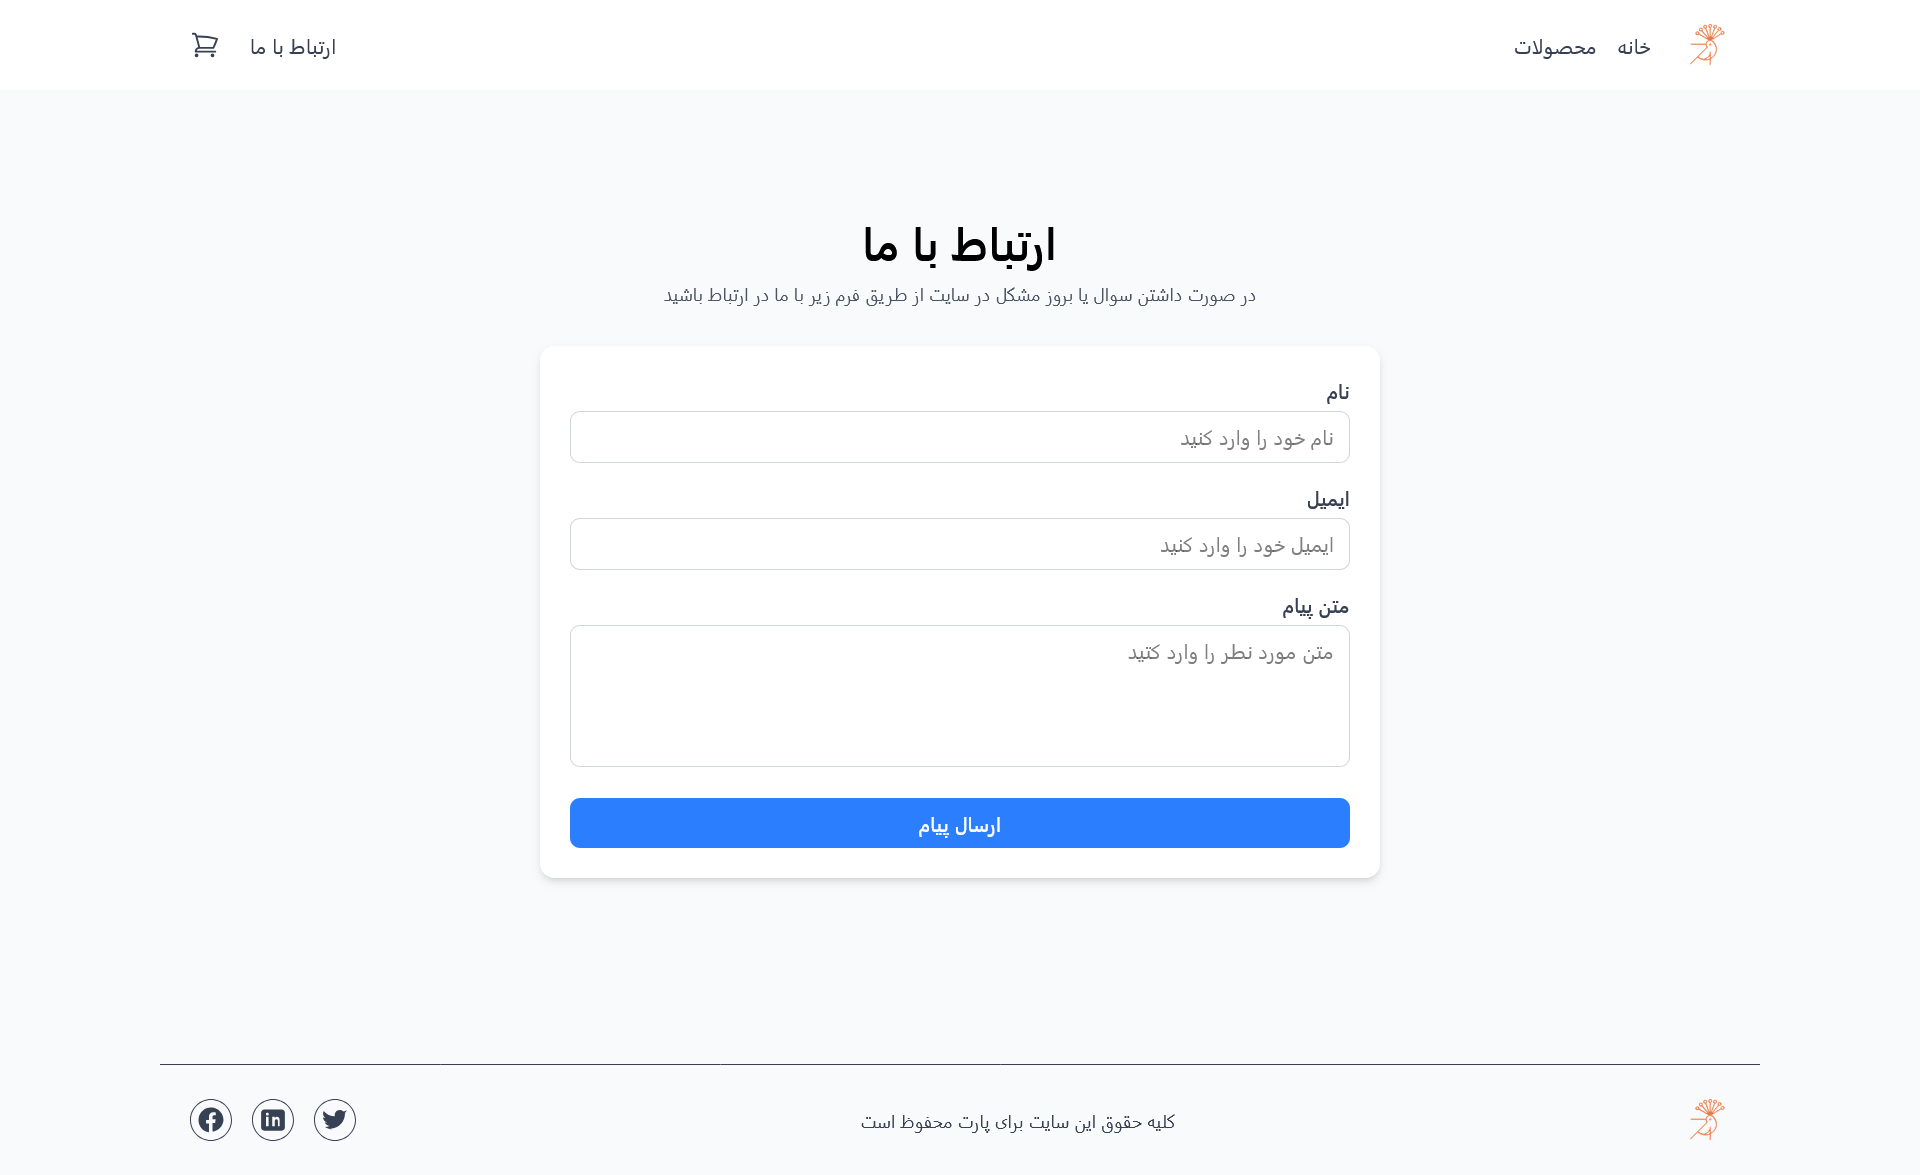 خانه
محصولات
ارتباط با ما
ارتباط با ما
در صورت داشتن سوال یا بروز مشکل در سایت از طریق فرم زیر با ما در ارتباط باشید
نام
نام خود را وارد کنید
ایمیل
ایمیل خود را وارد کنید
متن پیام
متن مورد نطر را وارد کتید
ارسال پیام
کلیه حقوق این سایت برای پارت محفوظ است